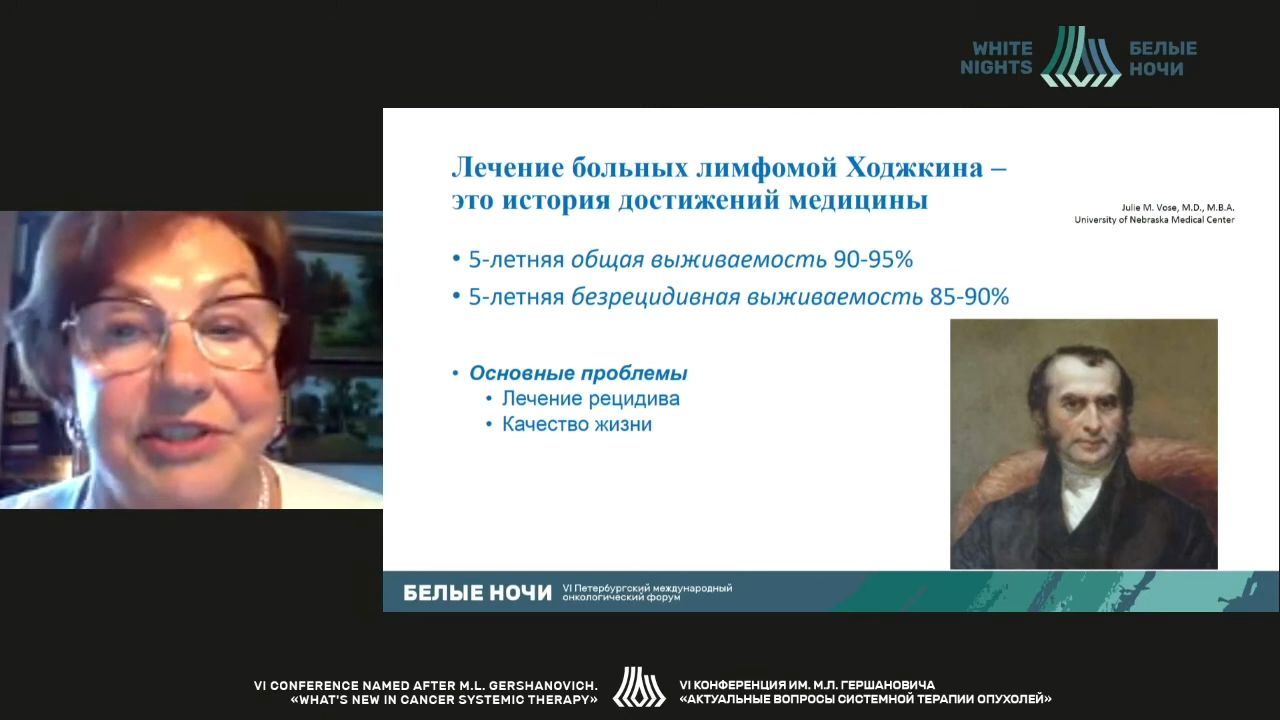 WHITE
NIGHTS
БЕЛЫЕ
НОЧИ
Лечение больных лимфомой Ходжкина –
это история достижений медицины
Julie M. Vose, M.D., M.B.A.
University of Nebraska Medical Center
• 5-летняя общая выживаемость 90-95%
• 5-летняя безрецидивная выживаемость 85-90%
• Основные проблемы
• Лечение рецидива
• Качество жизни
БЕЛЫЕ НОЧИ
VI Петербургский международный
онкологический форум
VI CONFERENCE NAMED AFTER M.L. GERSHANOVICH.
«WHAT'S NEW IN CANCER SYSTEMIC THERAPY»
VI КОНФЕРЕНЦИЯ ИМ. М.Л. ГЕРШАНОВИЧА
«АКТУАЛЬНЫЕ ВОПРОСЫ СИСТЕМНОЙ ТЕРАПИИ ОПУХОЛЕЙ»